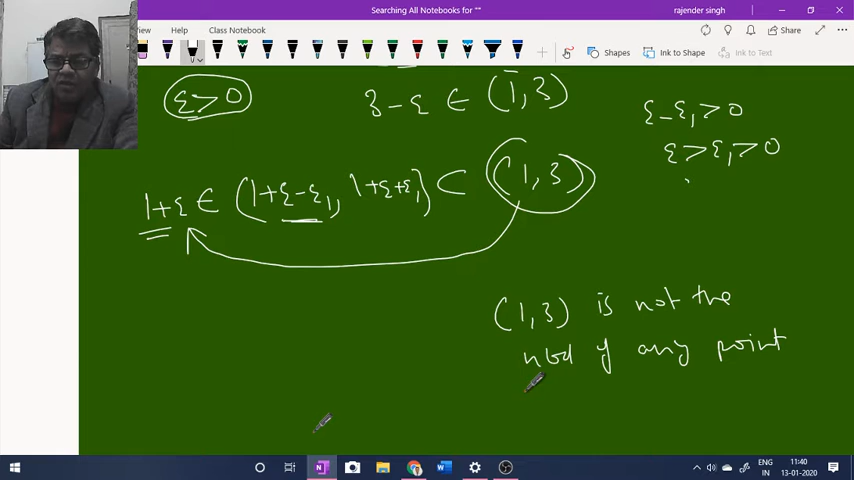 Searching All Notebooks for ""
rajender singh
View
Help
Class Notebook
Share
Shapes
Ink to Shape
Ink to Text
ε > 0
3 - ε ∈ (1, 3)
ε - ε₁ > 0
ε > ε₁ > 0
1 + ε ∈ (1 + ε - ε₁, 1 + ε + ε₁) ⊂ (1, 3)
(1, 3) is not the
nbd of any point
ENG
IN
11:40
13-01-2020